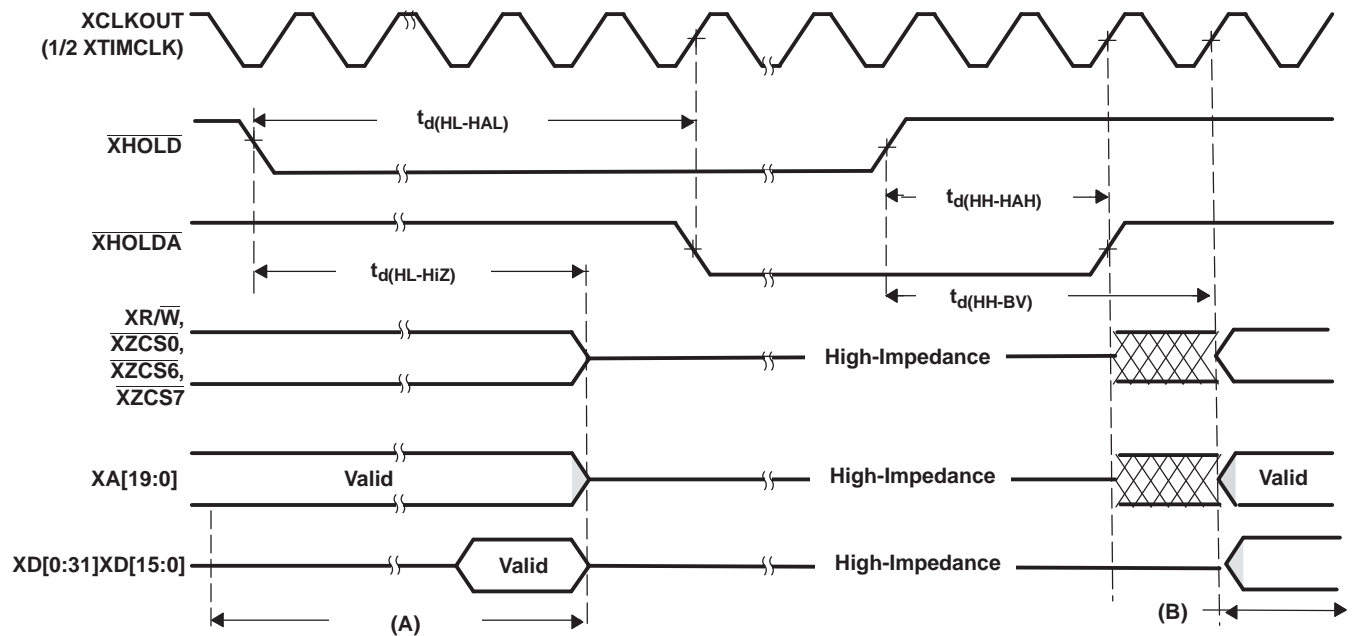 XCLKOUT
(1/2 XTIMCLK)
td(HL-HAL)
XHOLD
td(HH-HAH)
XHOLDA
td(HL-HiZ)
td(HH-BV)
XR/W,
XZCS0,
XZCS6,
XZCS7
High-Impedance
XA[19:0]
Valid
High-Impedance
Valid
XD[0:31]XD[15:0]
Valid
High-Impedance
(A)
(B)